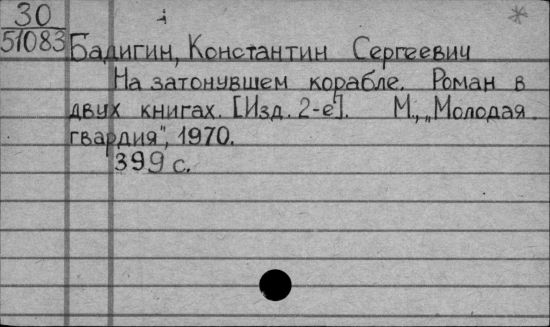 30
51083
Бадигин, Константин Сергеевич
На затонувшем корабле. Роман в
двух книгах. [Изд. 2-е]. М., „Молодая
гвардия", 1970.
399 с.